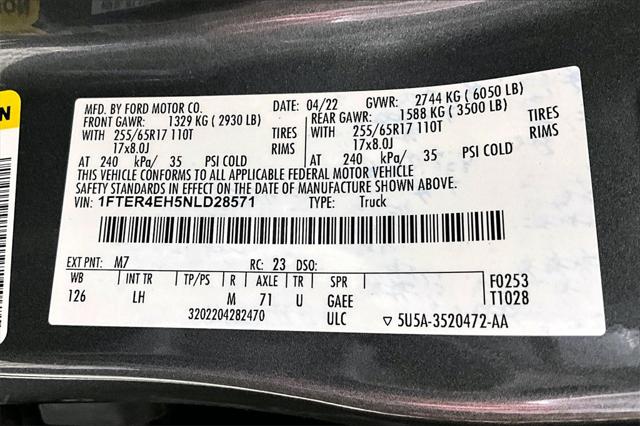 MFD. BY FORD MOTOR CO. DATE: 04/22 GVWR: 2744 KG ( 6050 LB)
FRONT GAWR: 1329 KG ( 2930 LB) REAR GAWR: 1588 KG ( 3500 LB)
WITH 255/65R17 110T TIRES WITH 255/65R17 110T TIRES
17x8.0J RIMS 17x8.0J RIMS
AT 240 kPa/ 35 PSI COLD AT 240 kPa/ 35 PSI COLD
THIS VEHICLE CONFORMS TO ALL APPLICABLE FEDERAL MOTOR VEHICLE
SAFETY STANDARDS IN EFFECT ON THE DATE OF MANUFACTURE SHOWN ABOVE.
VIN: 1FTER4EH5NLD28571 TYPE: Truck
EXT PNT: M7 RC: 23 DSO:
WB INT TR TP/PS R AXLE TR SPR F0253
126 LH M 71 U GAEE T1028
3202204282470 ULC ▽ 5U5A-3520472-AA